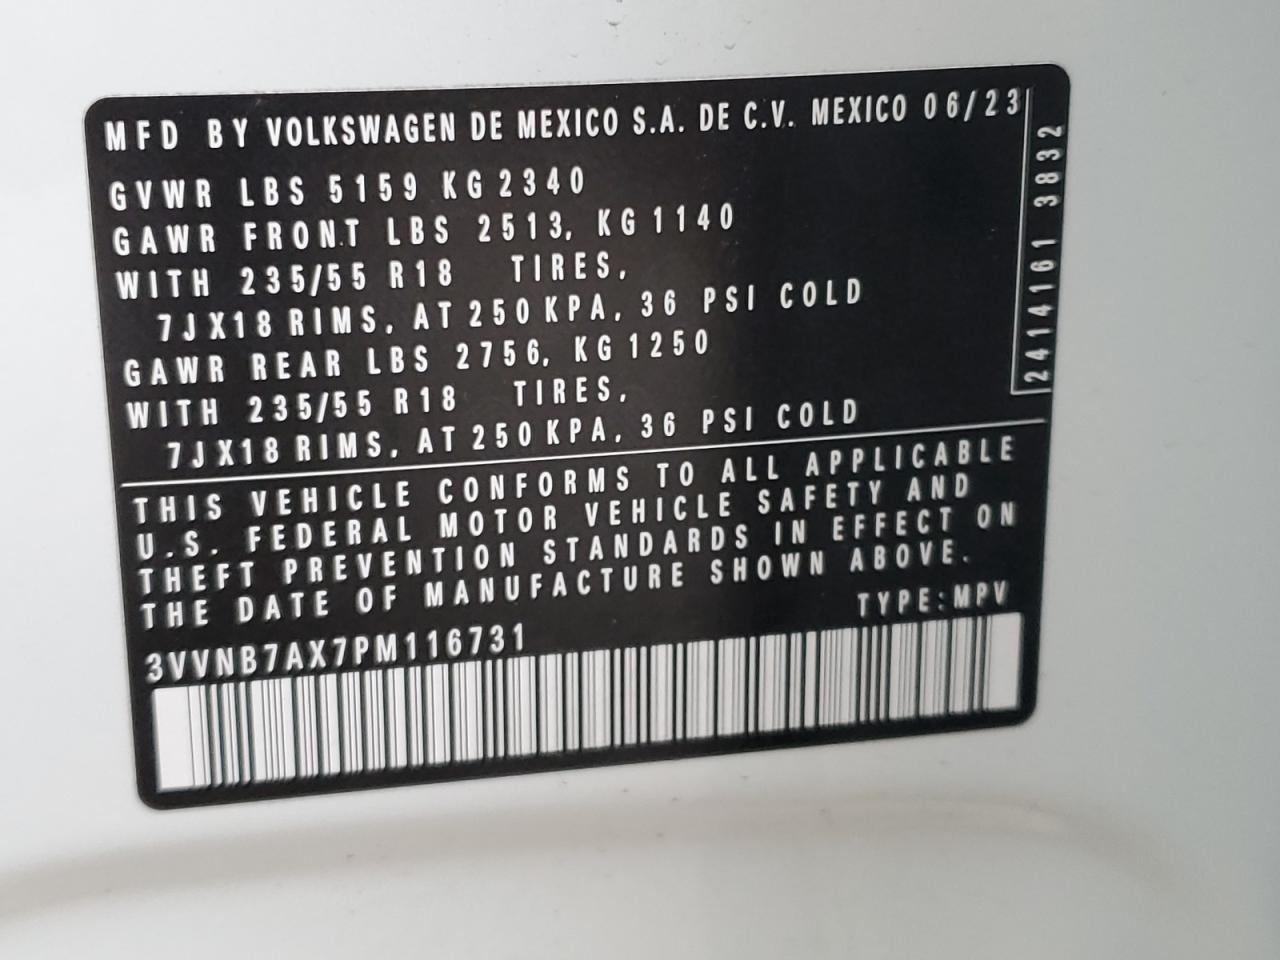 MFD BY VOLKSWAGEN DE MEXICO S.A. DE C.V. MEXICO 06/23
GVWR LBS 5159 KG 2340
GAWR FRONT LBS 2513, KG 1140
WITH 235/55 R18 TIRES,
7JX18 RIMS, AT 250 KPA, 36 PSI COLD
GAWR REAR LBS 2756, KG 1250
WITH 235/55 R18 TIRES,
7JX18 RIMS, AT 250 KPA, 36 PSI COLD
2414161 3832
THIS VEHICLE CONFORMS TO ALL APPLICABLE
U.S. FEDERAL MOTOR VEHICLE SAFETY AND
THEFT PREVENTION STANDARDS IN EFFECT ON
THE DATE OF MANUFACTURE SHOWN ABOVE.
TYPE:MPV
3VVNB7AX7PM116731